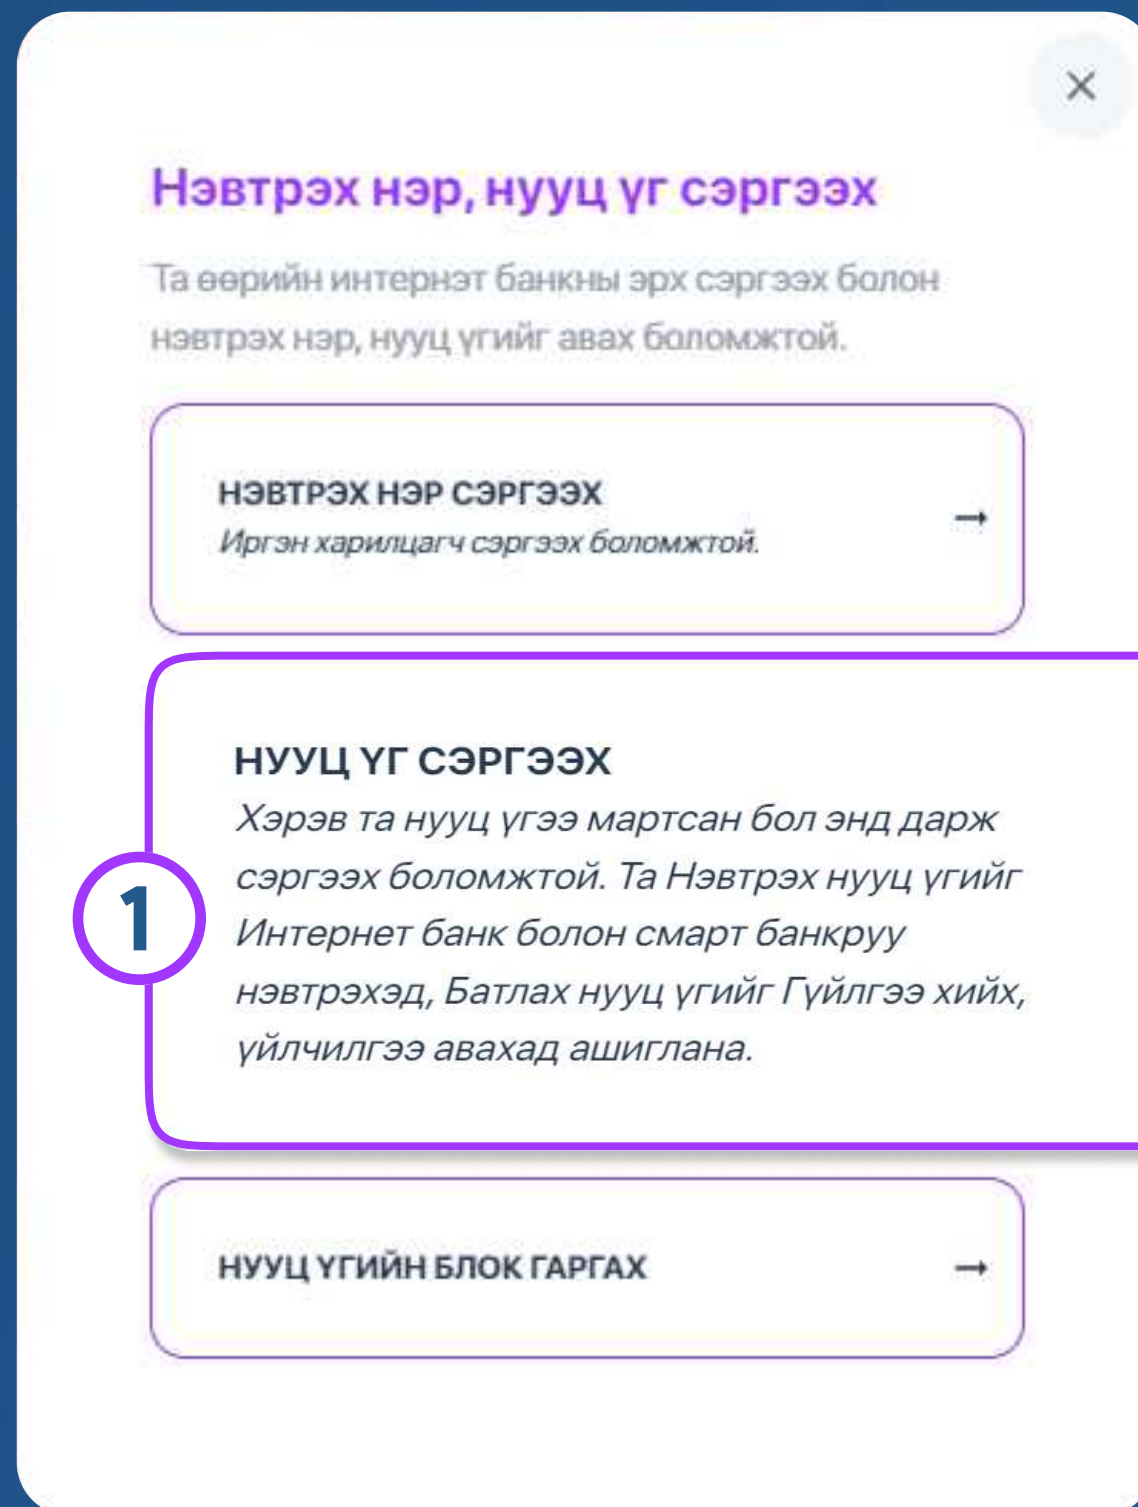 Нэвтрэх нэр, нууц үг сэргээх
Та өөрийн интернэт банкны эрх сэргээх болон
нэвтрэх нэр, нууц үгийг авах боломжтой.
НЭВТРЭХ НЭР СЭРГЭЭХ
Иргэн харилцагч сэргээх боломжтой.
→
НУУЦ ҮГ СЭРГЭЭХ
Хэрэв та нууц үгээ мартсан бол энд дарж
сэргээх боломжтой. Та Нэвтрэх нууц үгийг
Интернет банк болон смарт банкруу
нэвтрэхэд, Батлах нууц үгийг Гүйлгээ хийх,
үйлчилгээ авахад ашиглана.
1
НУУЦ ҮГИЙН БЛОК ГАРГАХ →